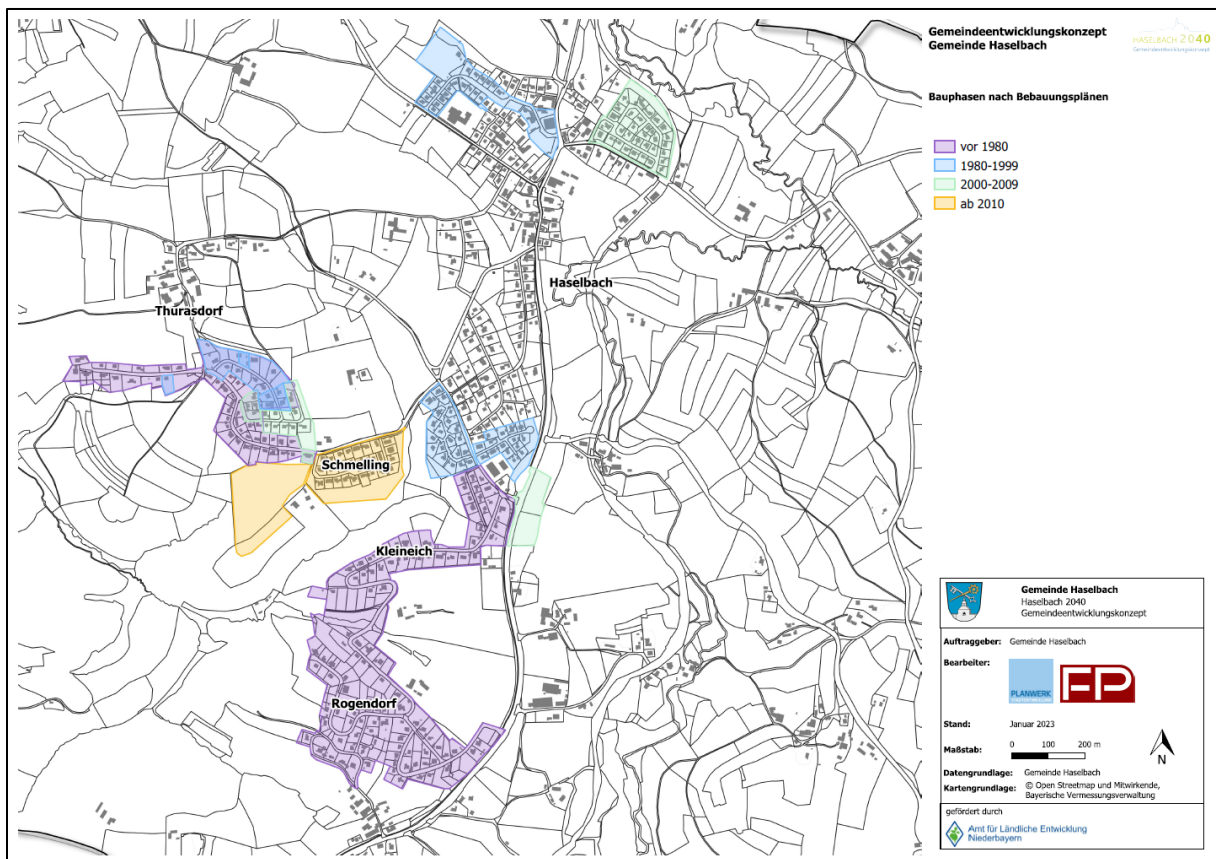 Gemeindeentwicklungskonzept
Gemeinde Haselbach
HASELBACH 2040
Gemeindeentwicklungskonzept
Bauphasen nach Bebauungsplänen
vor 1980
1980-1999
2000-2009
ab 2010
Haselbach
Thurasdorf
Schmelling
Kleineich
Rogendorf
Gemeinde Haselbach
Haselbach 2040
Gemeindeentwicklungskonzept
Auftraggeber: Gemeinde Haselbach
Bearbeiter:
PLANWERK
FP
Stand: Januar 2023
Maßstab: 0 100 200 m
N
Datengrundlage: Gemeinde Haselbach
Kartengrundlage: © Open Streetmap und Mitwirkende,
Bayerische Vermessungsverwaltung
gefördert durch
Amt für Ländliche Entwicklung
Niederbayern